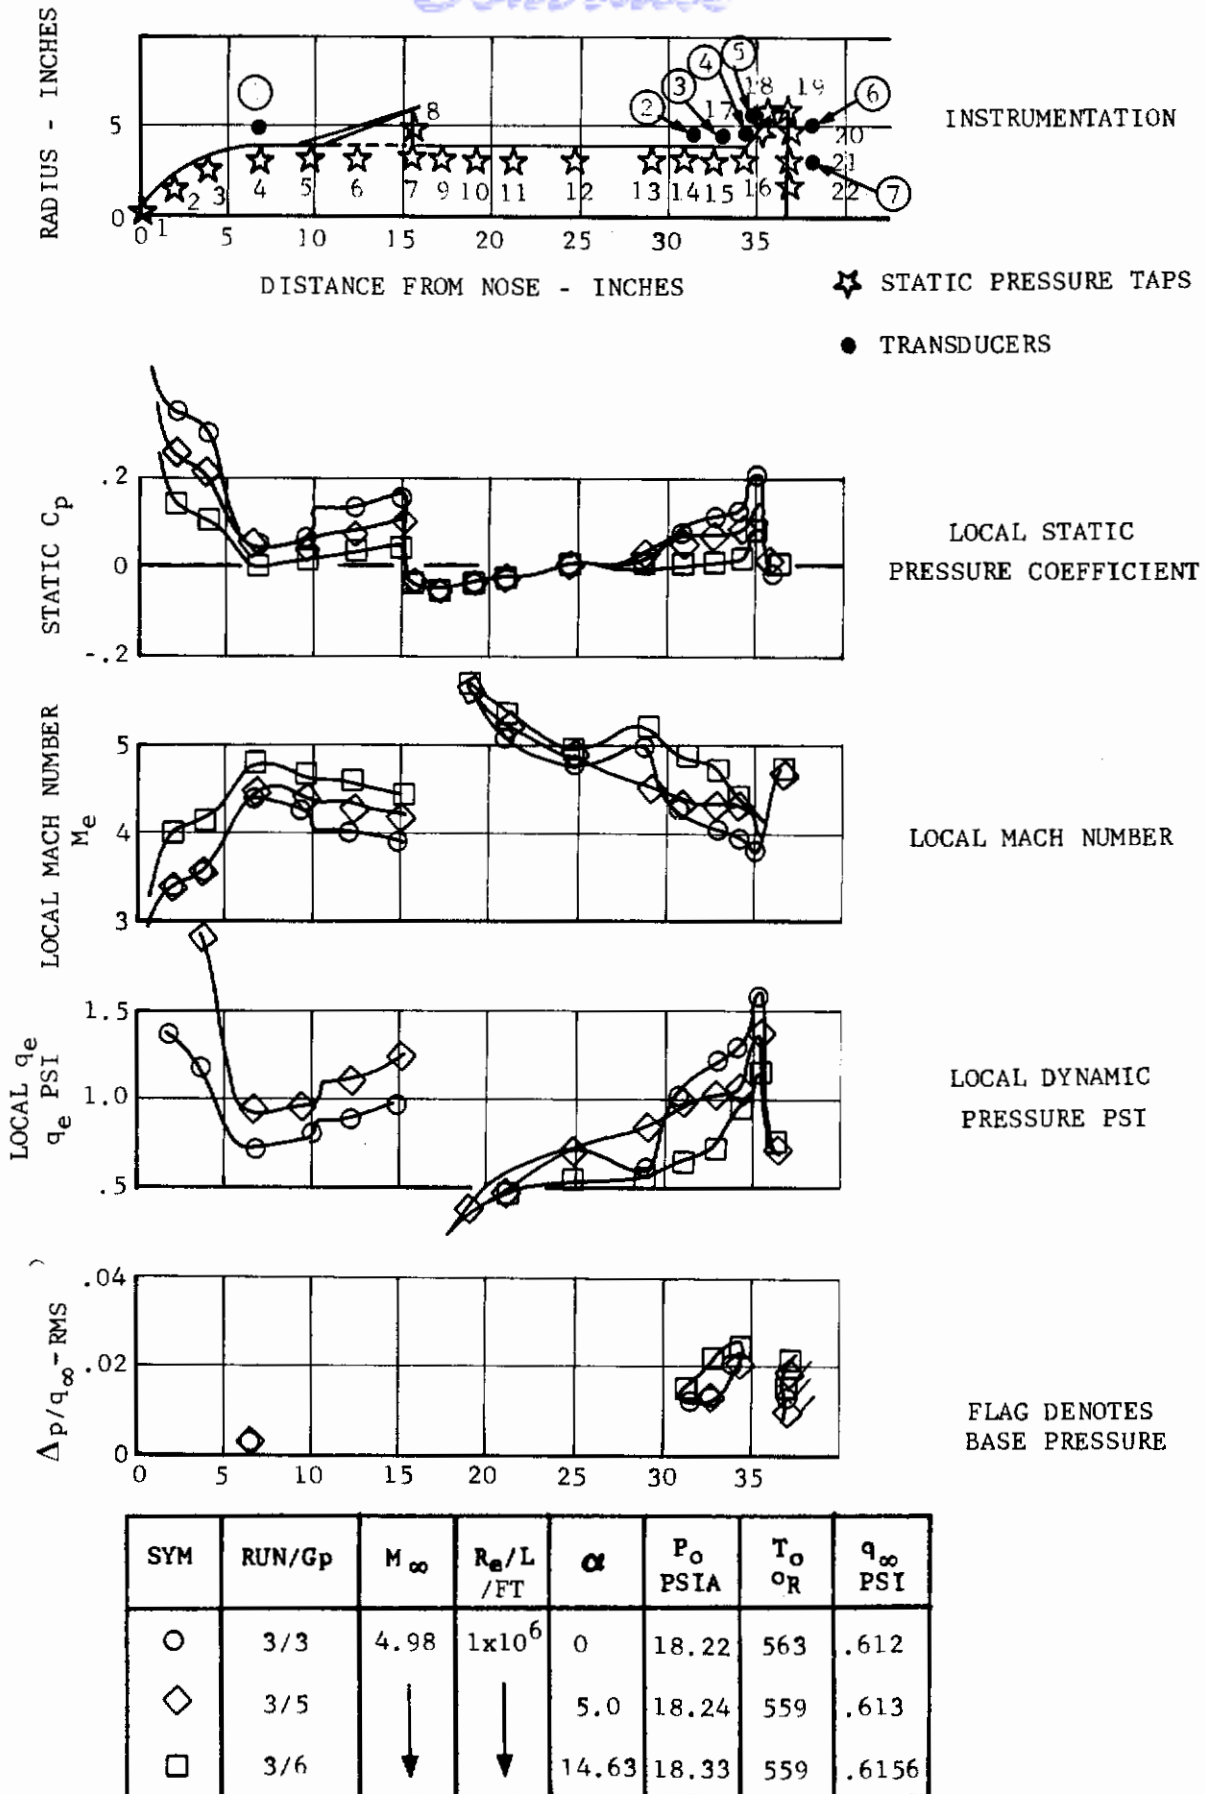 RADIUS - INCHES
5
0
1 2 3 4 5 6 7 8 9 10 11 12 13 14 15 16 17 18 19 20 21 22
② ③ ④ ⑤ ⑥ ⑦
0 5 10 15 20 25 30 35
DISTANCE FROM NOSE - INCHES
INSTRUMENTATION
☆ STATIC PRESSURE TAPS
● TRANSDUCERS
STATIC Cp
.2
0
-.2
LOCAL STATIC
PRESSURE COEFFICIENT
LOCAL MACH NUMBER
Me
5
4
3
LOCAL MACH NUMBER
LOCAL qe
qe PSI
1.5
1.0
.5
LOCAL DYNAMIC
PRESSURE PSI
Δp/q∞-RMS
.04
.02
0
0 5 10 15 20 25 30 35
FLAG DENOTES
BASE PRESSURE
SYM RUN/Gp M∞ Re/L /FT α Po PSIA To °R q∞ PSI
○ 3/3 4.98 1x10⁶ 0 18.22 563 .612
◇ 3/5 5.0 18.24 559 .613
□ 3/6 14.63 18.33 559 .6156